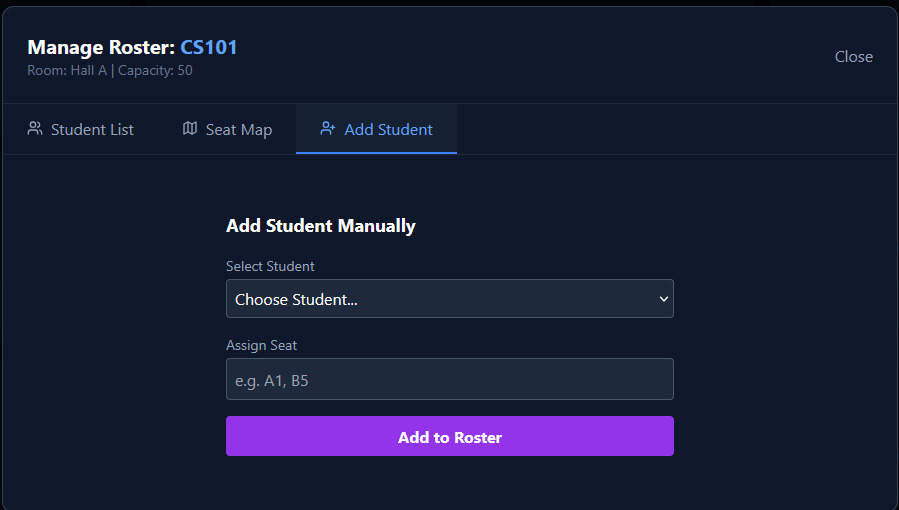 Manage Roster: CS101
Room: Hall A | Capacity: 50
Close
Student List
Seat Map
Add Student
Add Student Manually
Select Student
Choose Student...
Assign Seat
e.g. A1, B5
Add to Roster